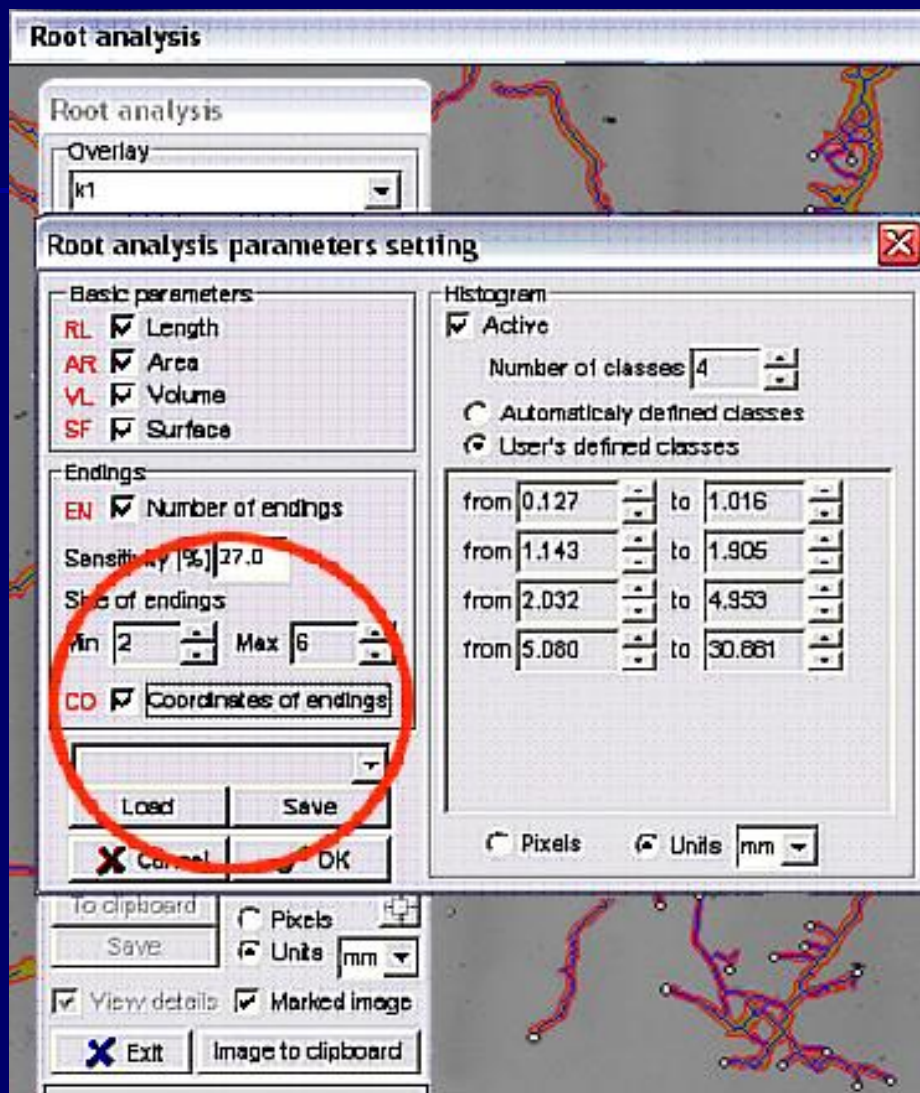 Root analysis
Root analysis
Overlay
k1
Root analysis parameters setting
Basic parameters
RL Length
AR Area
VL Volume
SF Surface
Endings
EN Number of endings
Sensitivity [%] 27.0
Size of endings
Min 2 Max 6
CD Coordinates of endings
Load Save
Cancel OK
Histogram
Active
Number of classes 4
Automaticaly defined classes
User's defined classes
from 0.127 to 1.016
from 1.143 to 1.905
from 2.032 to 4.953
from 5.080 to 30.861
Pixels Units mm
To clipboard
Save
Pixels
Units mm
View details Marked image
Exit Image to clipboard